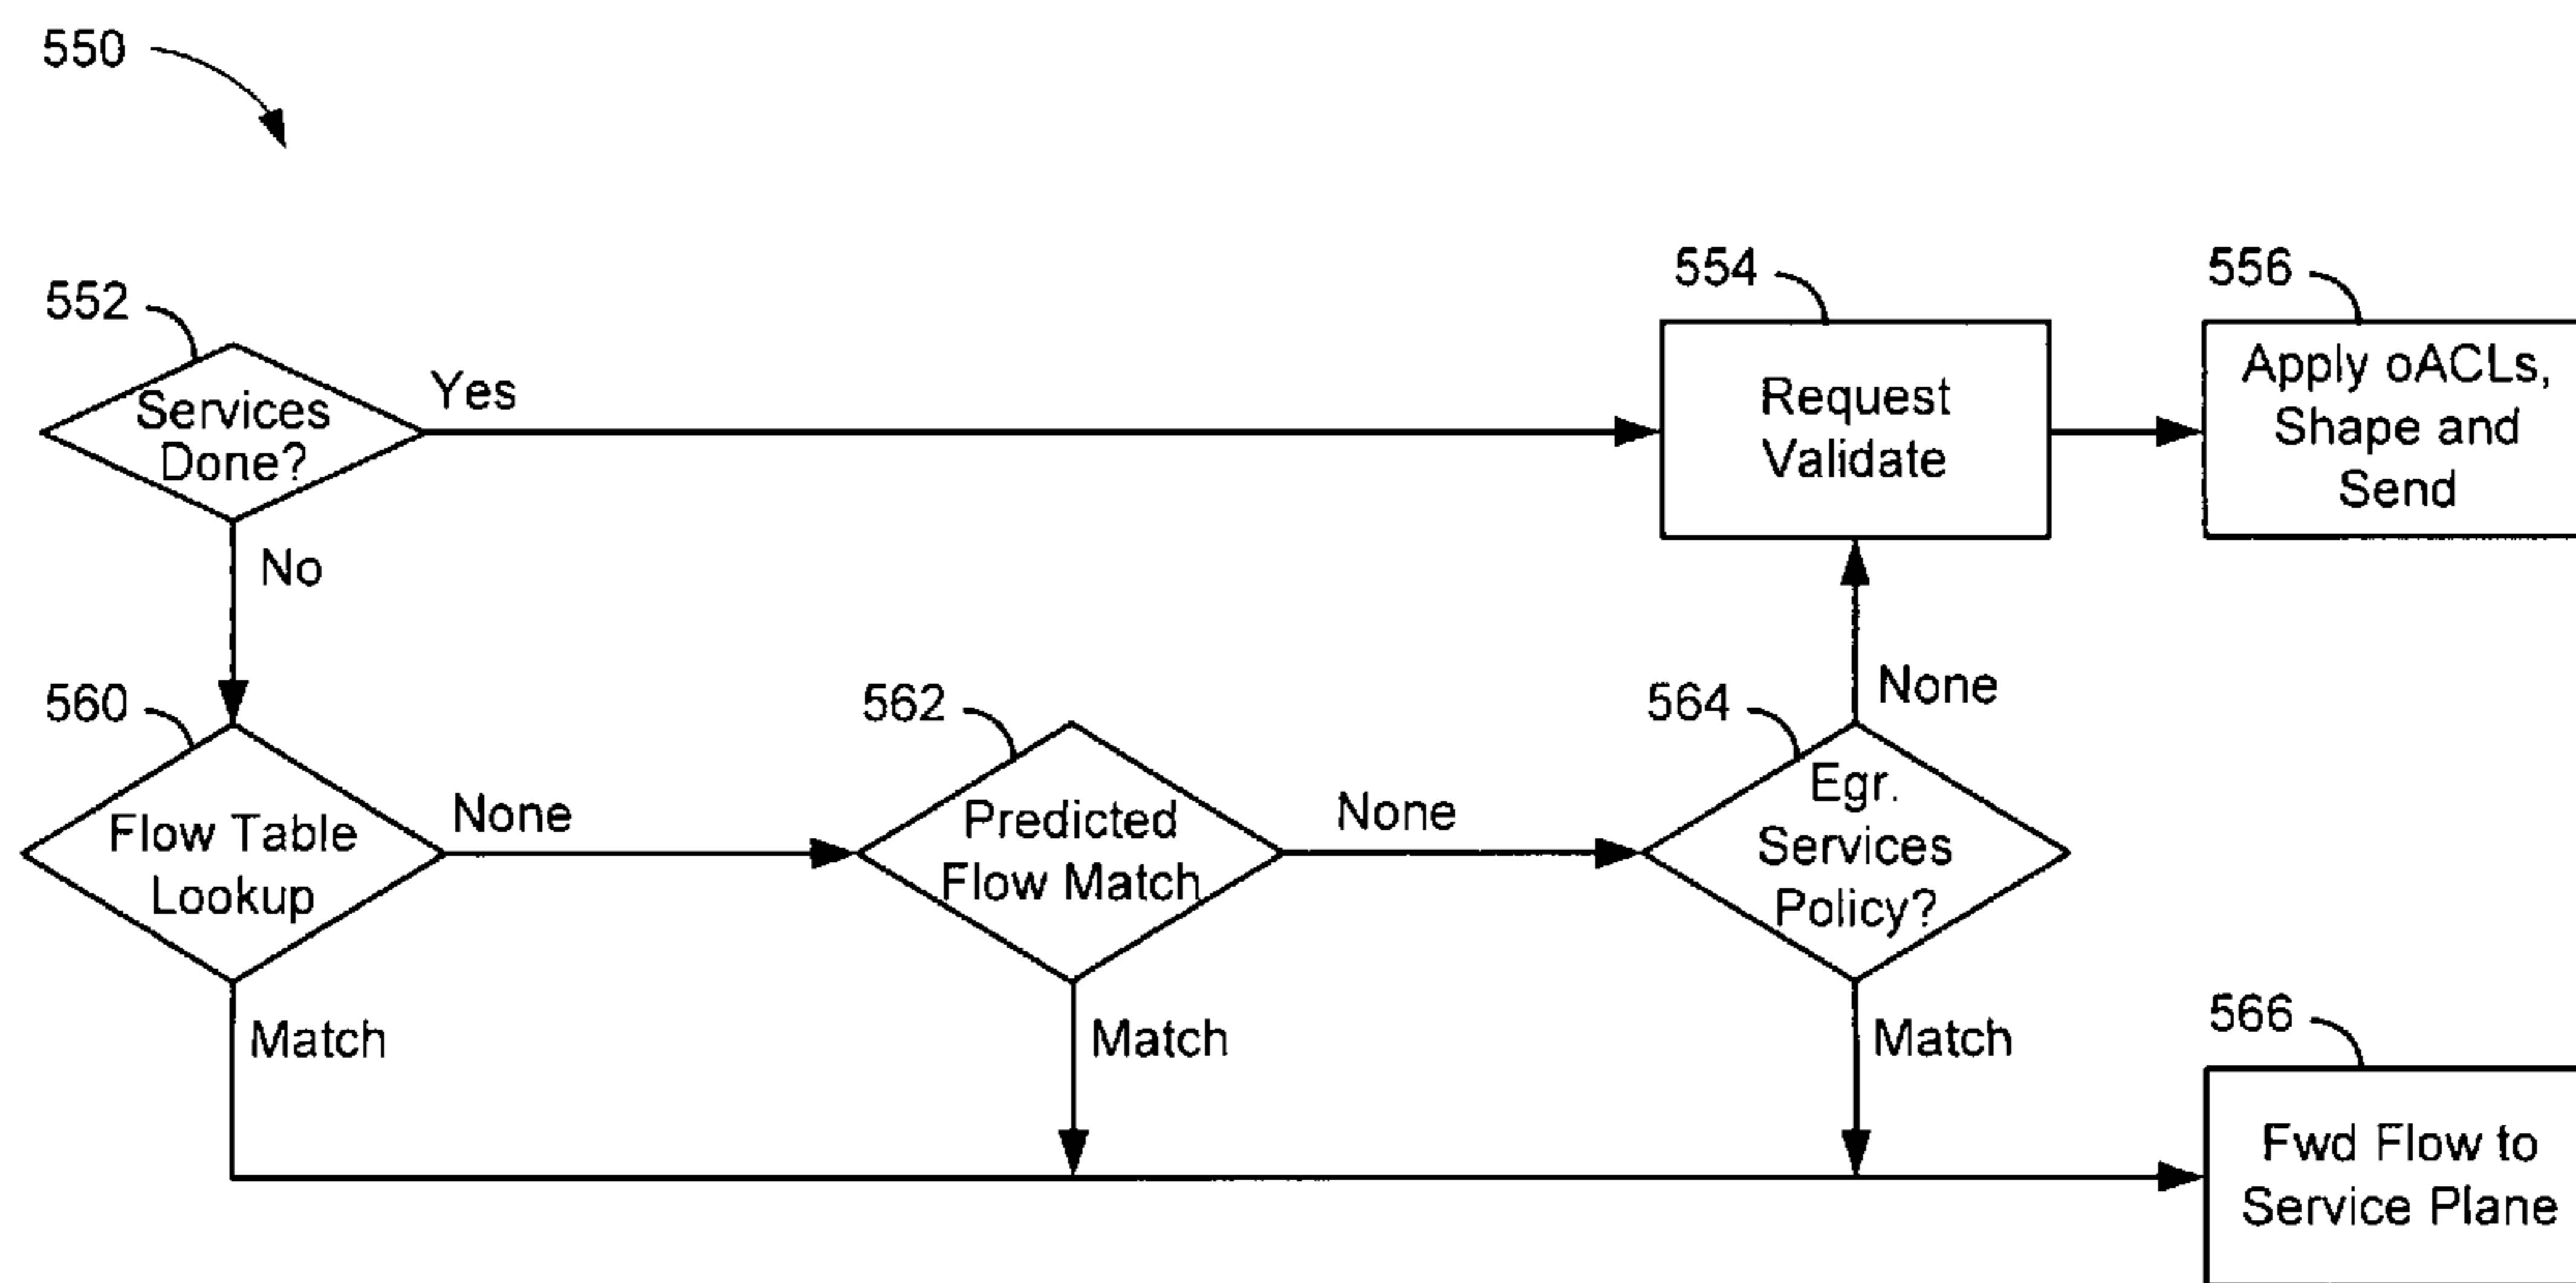 550
552
Services
Done?
Yes
No
554
Request
Validate
556
Apply oACLs,
Shape and
Send
560
Flow Table
Lookup
None
Match
562
Predicted
Flow Match
None
Match
564
Egr.
Services
Policy?
None
Match
566
Fwd Flow to
Service Plane